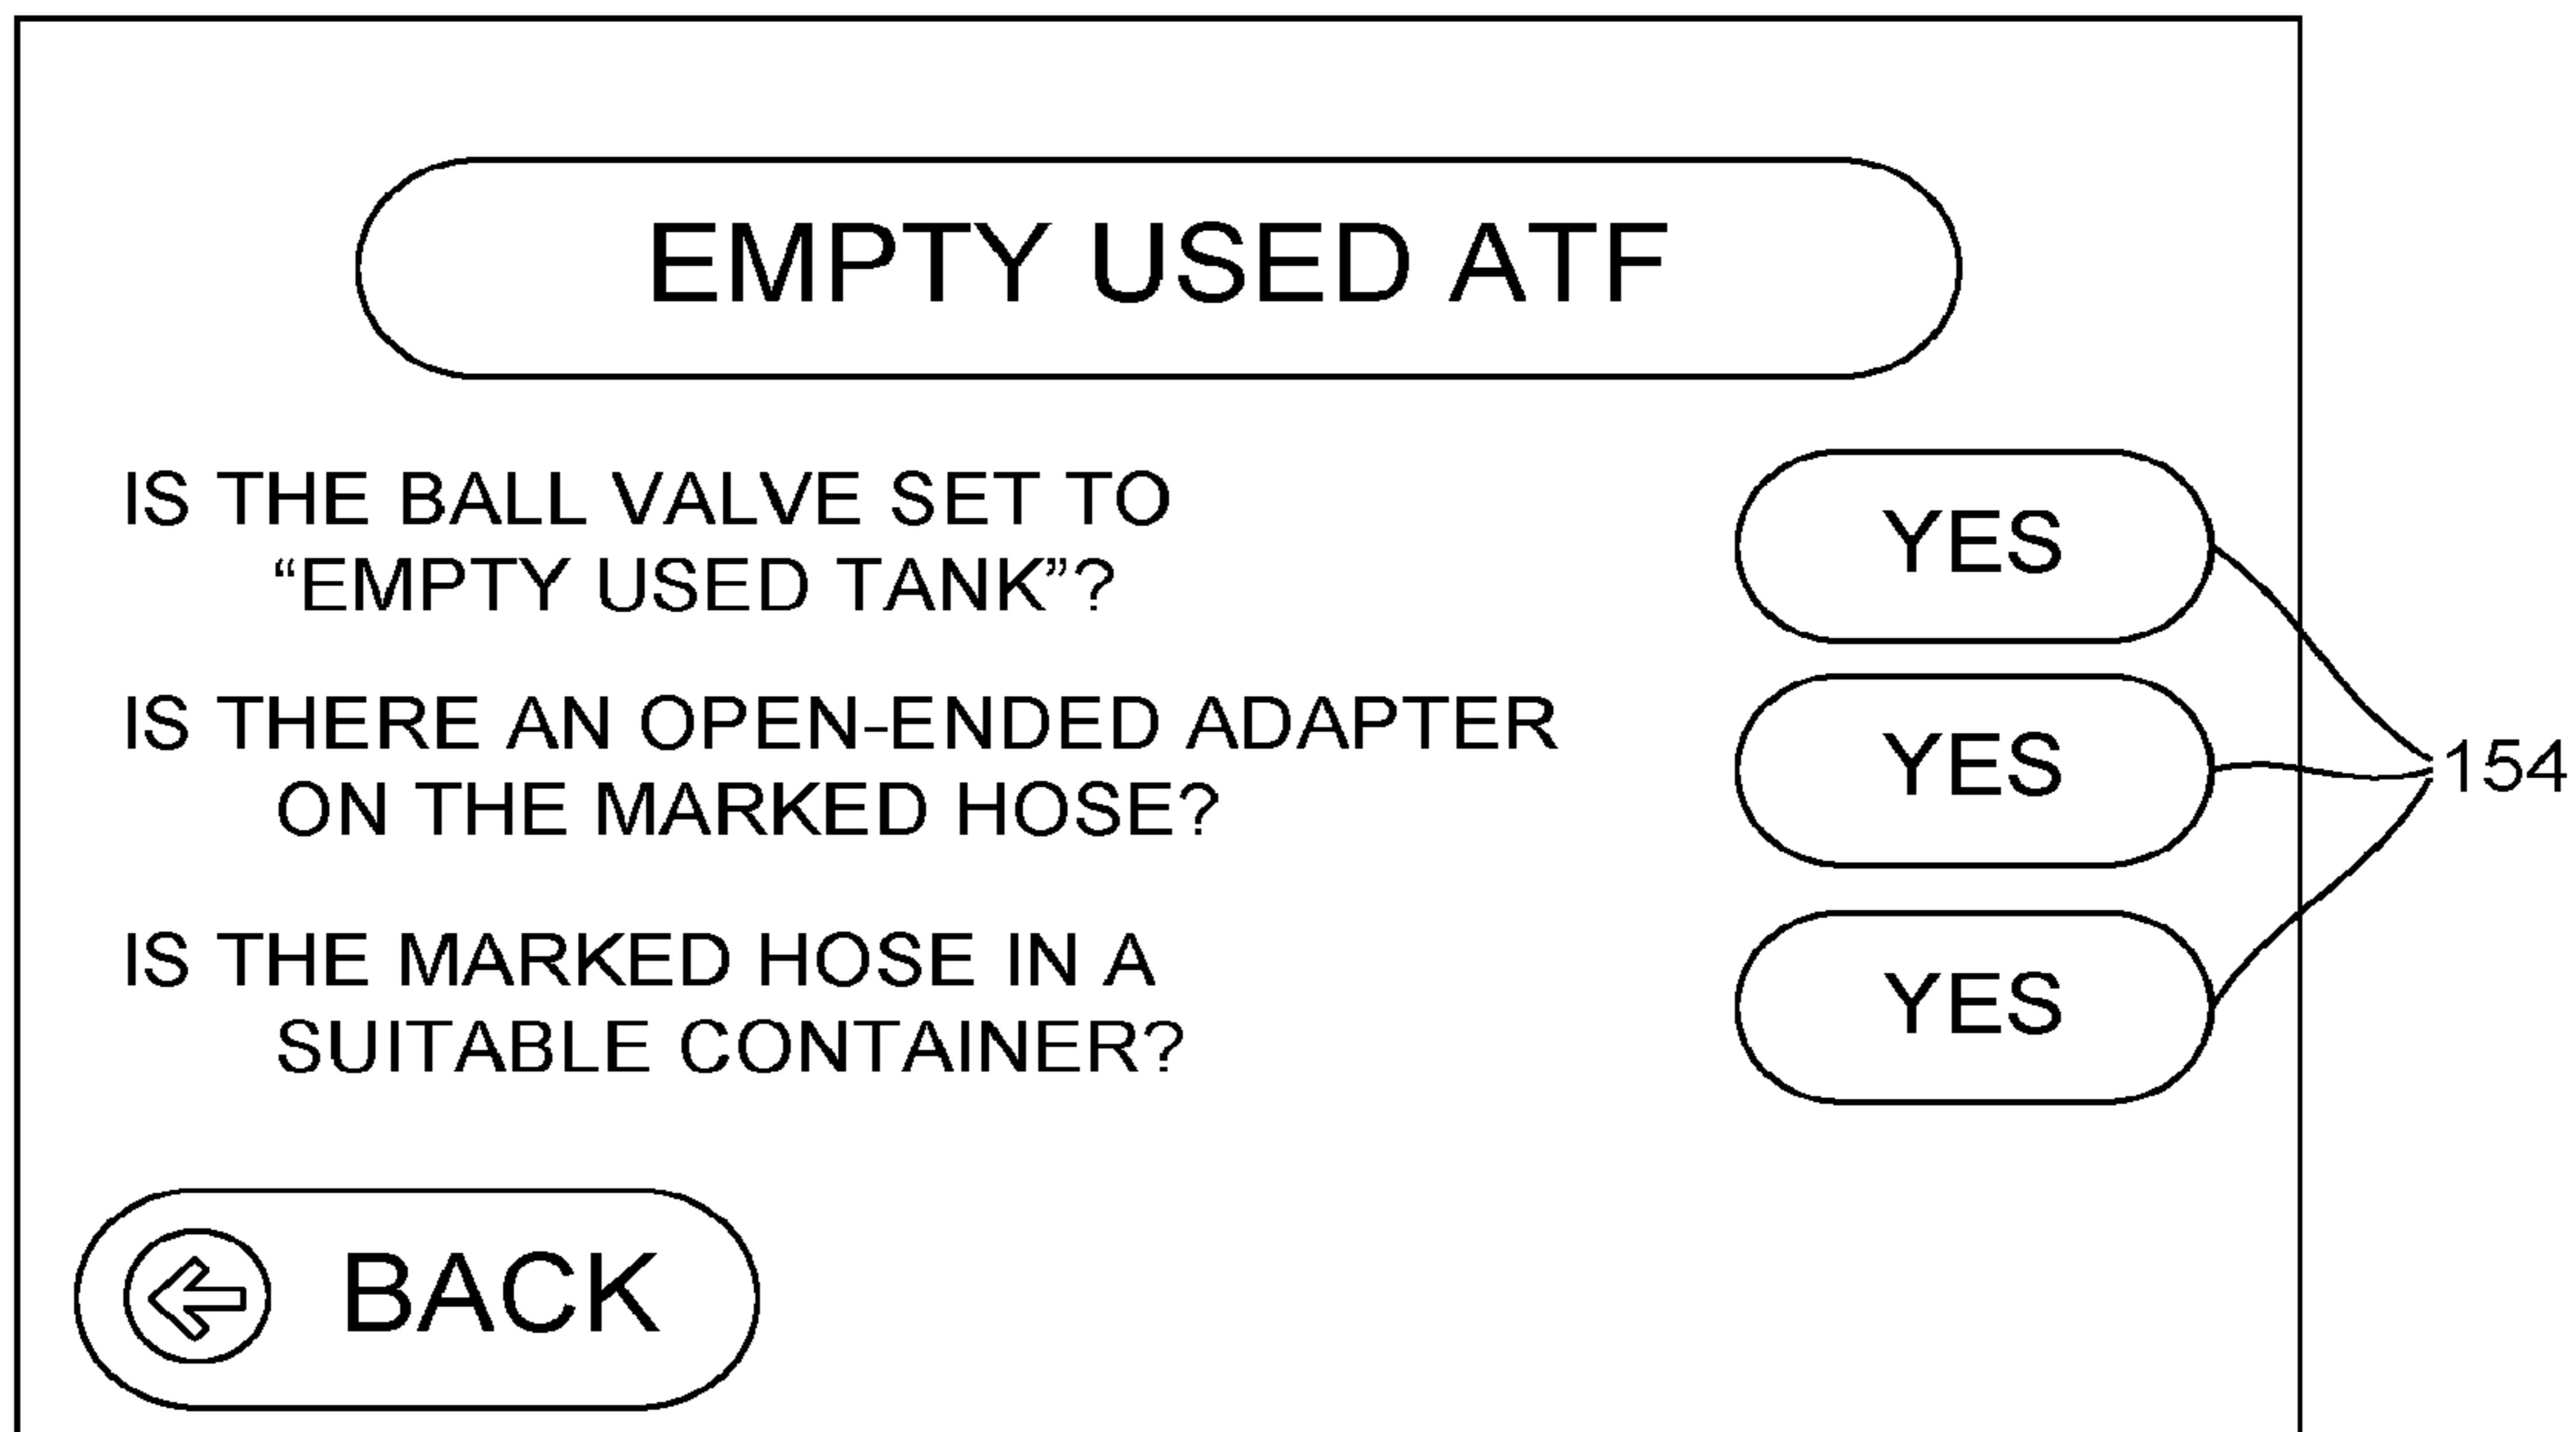 EMPTY USED ATF
IS THE BALL VALVE SET TO
“EMPTY USED TANK”?
YES
IS THERE AN OPEN-ENDED ADAPTER
ON THE MARKED HOSE?
YES
154
IS THE MARKED HOSE IN A
SUITABLE CONTAINER?
YES
BACK